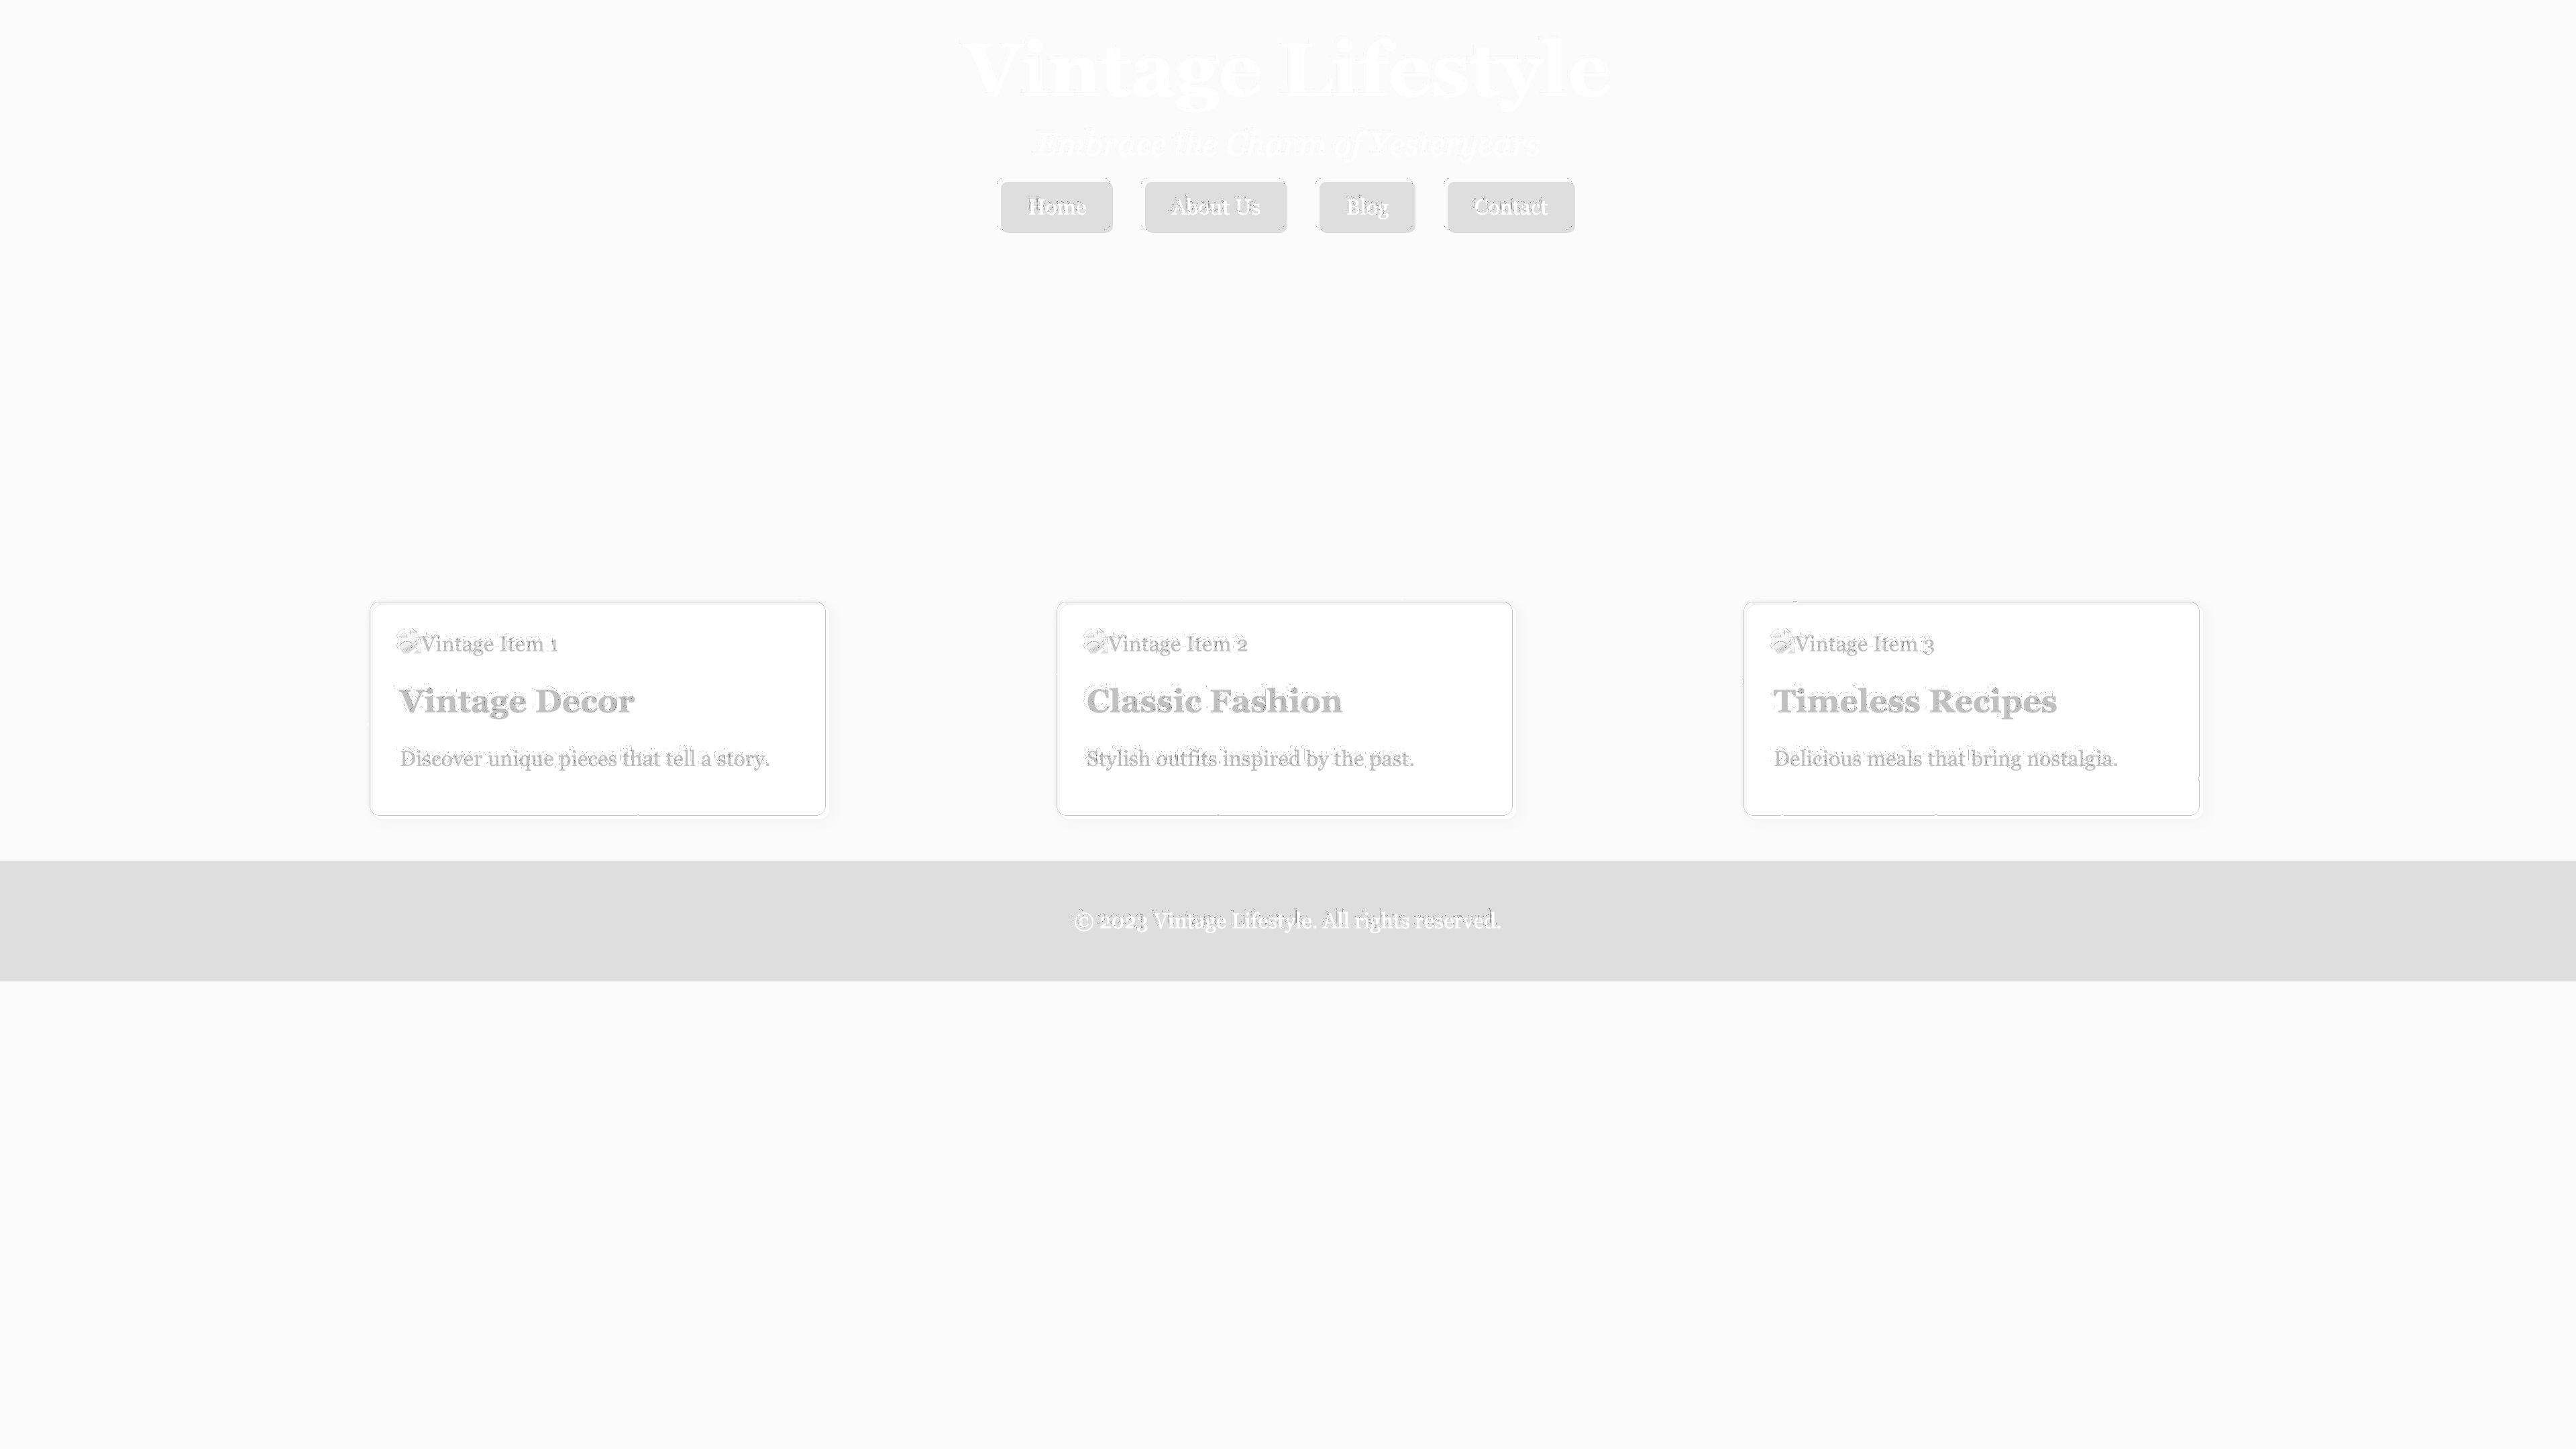 Vintage Lifestyle
Embrace the Charm of Yesteryears
Home About Us Blog Contact
Vintage Item 1
Vintage Decor
Discover unique pieces that tell a story.
Vintage Item 2
Classic Fashion
Stylish outfits inspired by the past.
Vintage Item 3
Timeless Recipes
Delicious meals that bring nostalgia.
© 2023 Vintage Lifestyle. All rights reserved.